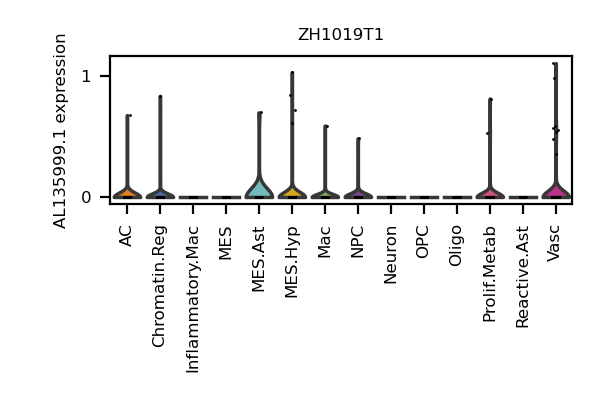 ZH1019T1
AL135999.1 expression
1
0
AC
Chromatin.Reg
Inflammatory.Mac
MES
MES.Ast
MES.Hyp
Mac
NPC
Neuron
OPC
Oligo
Prolif.Metab
Reactive.Ast
Vasc